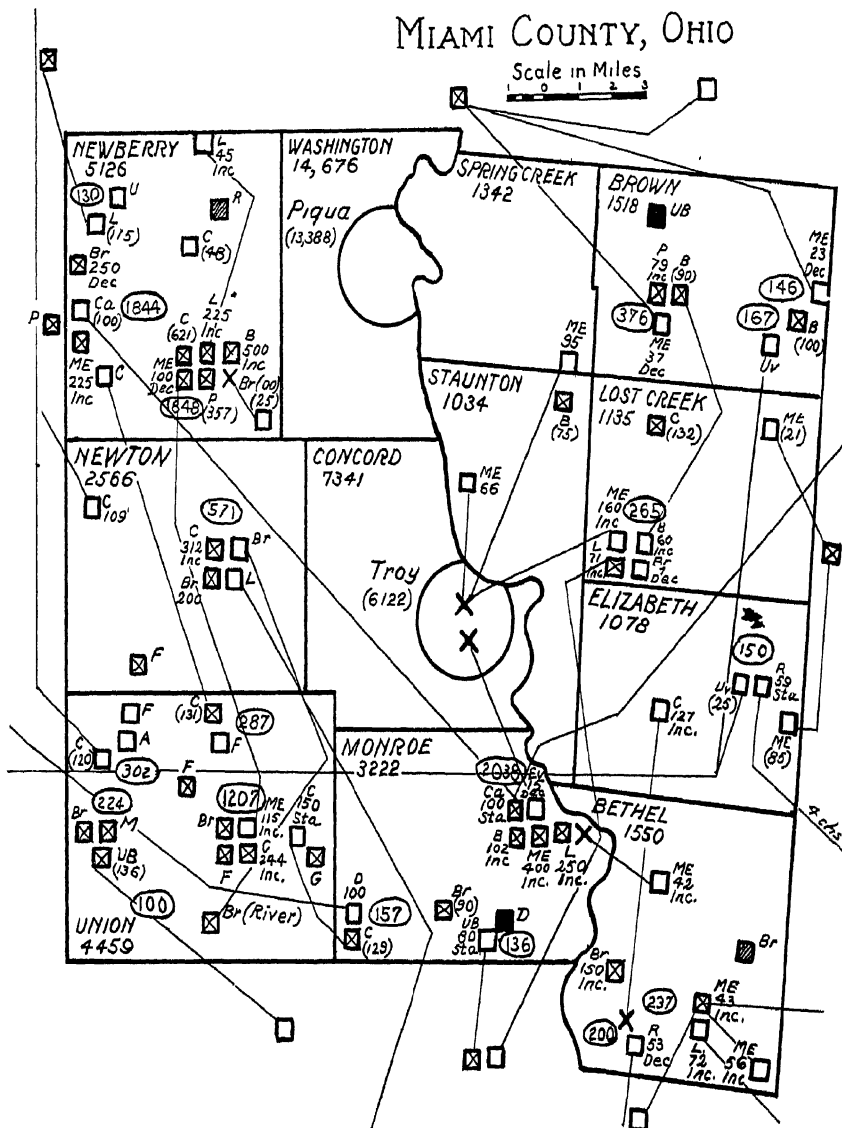 MIAMI COUNTY, OHIO
Scale in Miles
1 0 1 2 3
NEWBERRY
5126
L
45
Inc
130
U
R
L
(115)
C
(48)
Br
250
Dec
Ca
(100)
1844
P
ME
225
Inc
C
C
(621)
L
225
Inc
B
500
Inc
ME
100
Dec
P
(357)
1848
Br (00)
(25)
WASHINGTON
14,676
Piqua
(13,388)
SPRINGCREEK
1342
ME
95
BROWN
1518
UB
P
79
Inc
B
(90)
376
ME
37
Dec
ME
23
Dec
146
167
B
(100)
Uv
STAUNTON
1034
B
(75)
ME
66
LOST CREEK
1135
C
(132)
ME
(21)
ME
160
Inc
265
B
60
Inc
L
71
Inc
Br
?
Dec
NEWTON
2566
C
109
571
C
312
Inc
Br
Br
200
L
F
CONCORD
7341
Troy
(6122)
ELIZABETH
1078
150
Uv
(25)
R
59
Sta
ME
(85)
C
127
Inc.
4 chs
UNION
4459
F
A
C
(131)
287
F
C
(120)
302
F
224
Br
M
UB
(136)
1207
Br
ME
115
Inc.
C
150
Sta
F
G
244
Inc.
G
100
Br (River)
MONROE
3222
2038
Ca
100
Sta
B
102
Inc
ME
400
Inc.
L
250
Inc.
D
100
157
C
(129)
Br
(90)
UB
80
Sta
D
136
BETHEL
1550
ME
42
Inc.
Br
Br
150
Inc.
237
ME
43
Inc.
200
R
53
Dec
L
72
Inc.
ME
56
Inc